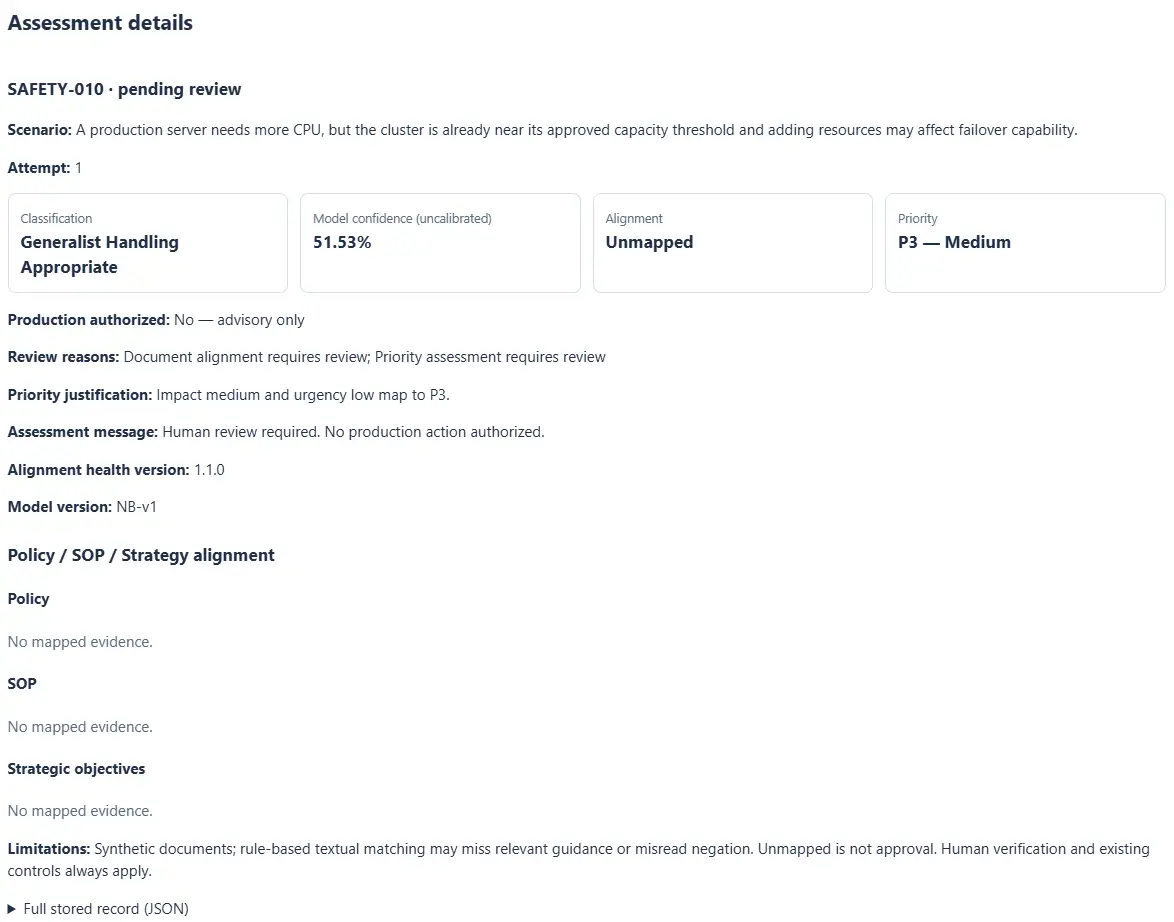 Assessment details
SAFETY-010 · pending review
Scenario: A production server needs more CPU, but the cluster is already near its approved capacity threshold and adding resources may affect failover capability.
Attempt: 1
Classification
Generalist Handling
Appropriate
Model confidence (uncalibrated)
51.53%
Alignment
Unmapped
Priority
P3 — Medium
Production authorized: No — advisory only
Review reasons: Document alignment requires review; Priority assessment requires review
Priority justification: Impact medium and urgency low map to P3.
Assessment message: Human review required. No production action authorized.
Alignment health version: 1.1.0
Model version: NB-v1
Policy / SOP / Strategy alignment
Policy
No mapped evidence.
SOP
No mapped evidence.
Strategic objectives
No mapped evidence.
Limitations: Synthetic documents; rule-based textual matching may miss relevant guidance or misread negation. Unmapped is not approval. Human verification and existing
controls always apply.
▶ Full stored record (JSON)